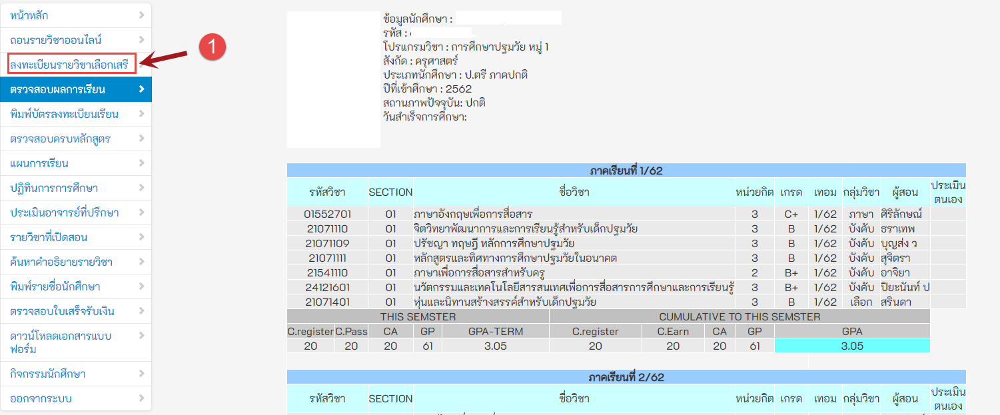 หน้าหลัก
ถอนรายวิชาออนไลน์
ลงทะเบียนรายวิชาเลือกเสรี
1
ตรวจสอบผลการเรียน
พิมพ์บัตรลงทะเบียนเรียน
ตรวจสอบครบหลักสูตร
แผนการเรียน
ปฏิทินการการศึกษา
ประเมินอาจารย์ที่ปรึกษา
รายวิชาที่เปิดสอน
ค้นหาคำอธิบายรายวิชา
พิมพ์รายชื่อนักศึกษา
ตรวจสอบใบเสร็จรับเงิน
ดาวน์โหลดเอกสารแบบ
ฟอร์ม
กิจกรรมนักศึกษา
ออกจากระบบ
ข้อมูลนักศึกษา :
รหัส :
โปรแกรมวิชา : การศึกษาปฐมวัย หมู่ 1
สังกัด : ครุศาสตร์
ประเภทนักศึกษา : ป.ตรี ภาคปกติ
ปีที่เข้าศึกษา : 2562
สถานภาพปัจจุบัน: ปกติ
วันสำเร็จการศึกษา:
ภาคเรียนที่ 1/62
รหัสวิชา SECTION ชื่อวิชา หน่วยกิต เกรด เทอม กลุ่มวิชา ผู้สอน ประเมิน
ตนเอง
01552701 01 ภาษาอังกฤษเพื่อการสื่อสาร 3 C+ 1/62 ภาษา ศิริลักษณ์
21071110 01 จิตวิทยาพัฒนาการและการเรียนรู้สำหรับเด็กปฐมวัย 3 B 1/62 บังคับ ธราเทพ
21071109 01 ปรัชญา ทฤษฎี หลักการศึกษาปฐมวัย 3 B 1/62 บังคับ บุญส่ง ว
21071111 01 หลักสูตรและทิศทางการศึกษาปฐมวัยในอนาคต 3 B 1/62 บังคับ สุจิตรา
21541110 01 ภาษาเพื่อการสื่อสารสำหรับครู 2 B+ 1/62 บังคับ อาจิยา
24121601 01 นวัตกรรมและเทคโนโลยีสารสนเทศเพื่อการสื่อสารการศึกษาและการเรียนรู้ 3 B+ 1/62 บังคับ ปิยะนันท์ ป
21071401 01 หุ่นและนิทานสร้างสรรค์สำหรับเด็กปฐมวัย 3 B 1/62 เลือก สรินดา
THIS SEMSTER CUMULATIVE TO THIS SEMSTER
C.register C.Pass CA GP GPA-TERM C.register C.Earn CA GP GPA
20 20 20 61 3.05 20 20 20 61 3.05
ภาคเรียนที่ 2/62
รหัสวิชา SECTION ชื่อวิชา หน่วยกิต เกรด เทอม กลุ่มวิชา ผู้สอน ประเมิน
ตนเอง